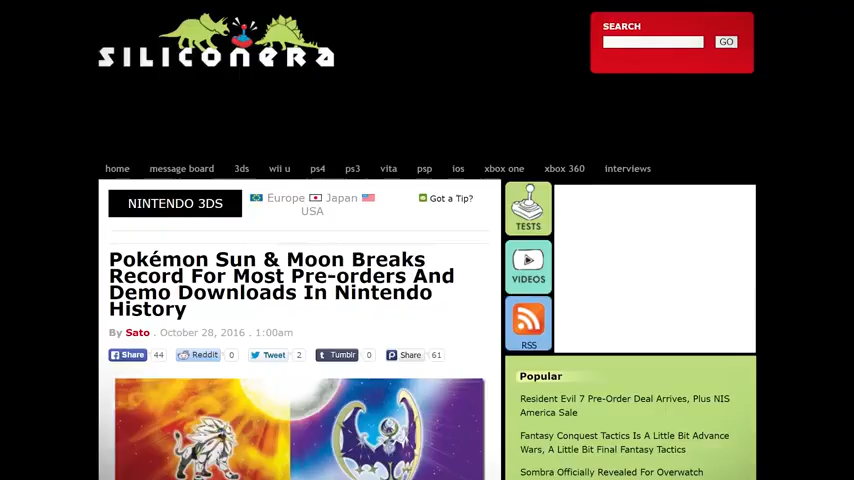 SILICONERA
SEARCH
GO
home message board 3ds wii u ps4 ps3 vita psp ios xbox one xbox 360 interviews
NINTENDO 3DS
Europe Japan
USA
Got a Tip?
Pokémon Sun & Moon Breaks
Record For Most Pre-orders And
Demo Downloads In Nintendo
History
By Sato . October 28, 2016 . 1:00am
Share 44 Reddit 0 Tweet 2 Tumblr 0 Share 61
TESTS
VIDEOS
RSS
Popular
Resident Evil 7 Pre-Order Deal Arrives, Plus NIS
America Sale
Fantasy Conquest Tactics Is A Little Bit Advance
Wars, A Little Bit Final Fantasy Tactics
Sombra Officially Revealed For Overwatch